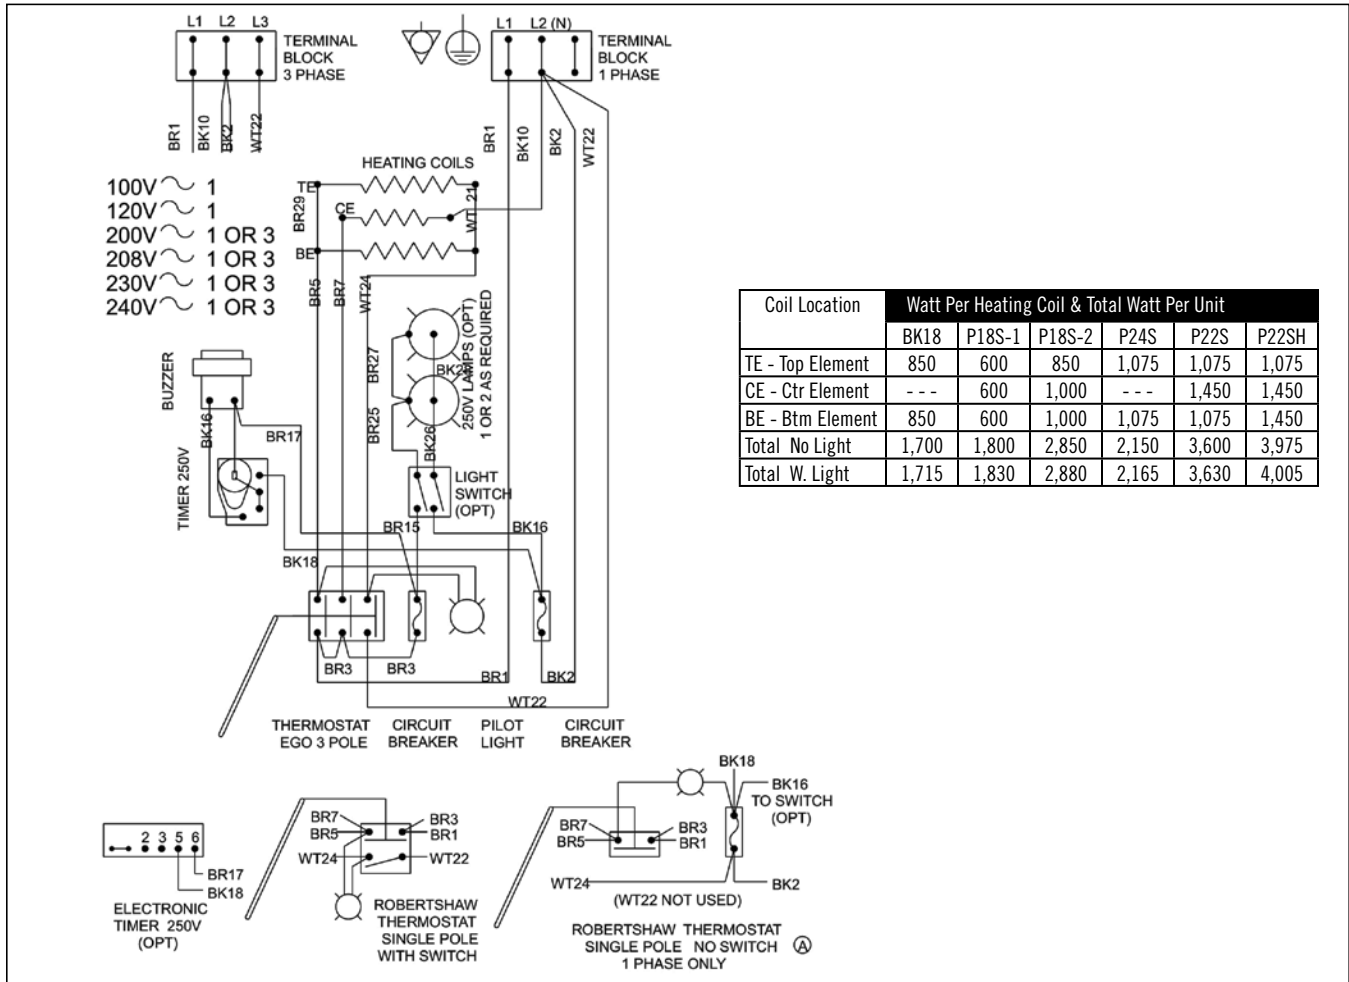 L1 L2 L3
TERMINAL
BLOCK
3 PHASE
BR1
BK10
BK2
WT22
L1 L2 (N)
TERMINAL
BLOCK
1 PHASE
BR1
BK10
BK2
WT22
100V 1
120V 1
200V 1 OR 3
208V 1 OR 3
230V 1 OR 3
240V 1 OR 3
HEATING COILS
TE
BR29
CE
WT 21
BE
BR5
BR7
WT24
BR27
250V LAMPS (OPT)
1 OR 2 AS REQUIRED
BR25
BK26
LIGHT
SWITCH
(OPT)
BUZZER
BK16
BR17
TIMER 250V
BK18
BR15
BK16
BR3
BR3
BR1
BK2
WT22
THERMOSTAT
EGO 3 POLE
CIRCUIT
BREAKER
PILOT
LIGHT
CIRCUIT
BREAKER
Coil Location Watt Per Heating Coil & Total Watt Per Unit
BK18 P18S-1 P18S-2 P24S P22S P22SH
TE - Top Element 850 600 850 1,075 1,075 1,075
CE - Ctr Element - - - 600 1,000 - - - 1,450 1,450
BE - Btm Element 850 600 1,000 1,075 1,075 1,450
Total No Light 1,700 1,800 2,850 2,150 3,600 3,975
Total W. Light 1,715 1,830 2,880 2,165 3,630 4,005
2 3 5 6
BR17
BK18
ELECTRONIC
TIMER 250V
(OPT)
BR7
BR5
BR3
BR1
WT24
WT22
ROBERTSHAW
THERMOSTAT
SINGLE POLE
WITH SWITCH
BK18
BK16
TO SWITCH
(OPT)
BR7
BR5
BR3
BR1
WT24
BK2
(WT22 NOT USED)
ROBERTSHAW THERMOSTAT
SINGLE POLE NO SWITCH A
1 PHASE ONLY